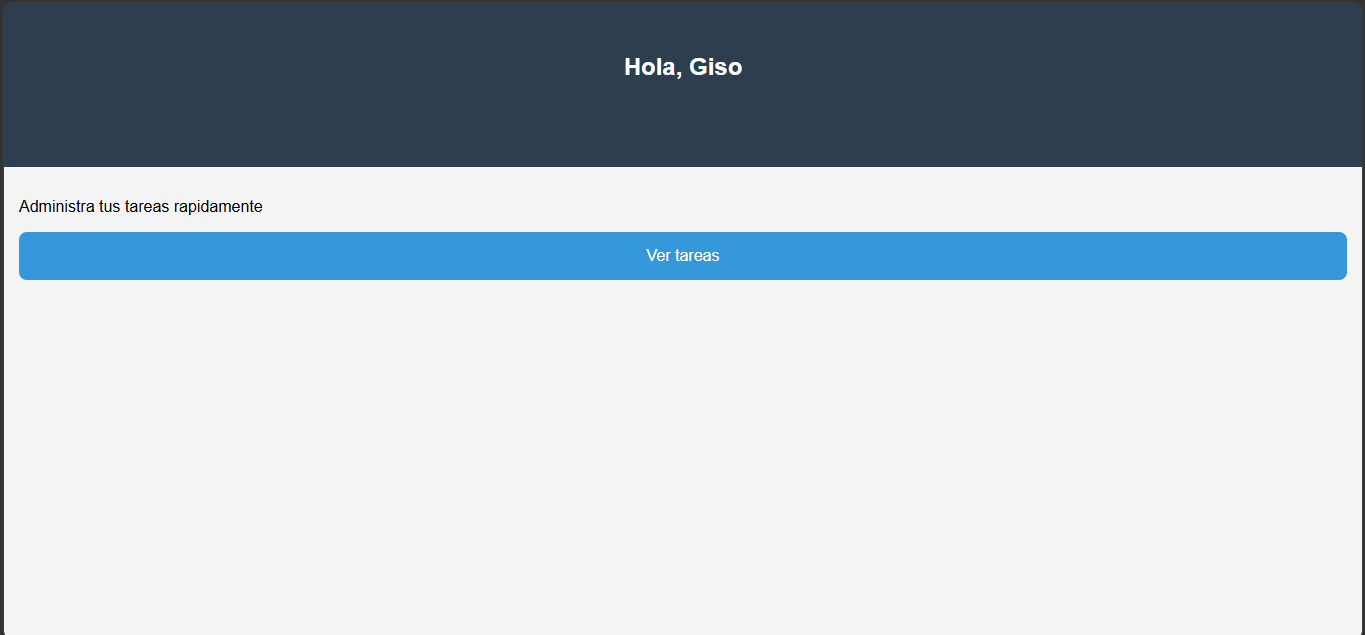 Hola, Giso
Administra tus tareas rapidamente
Ver tareas